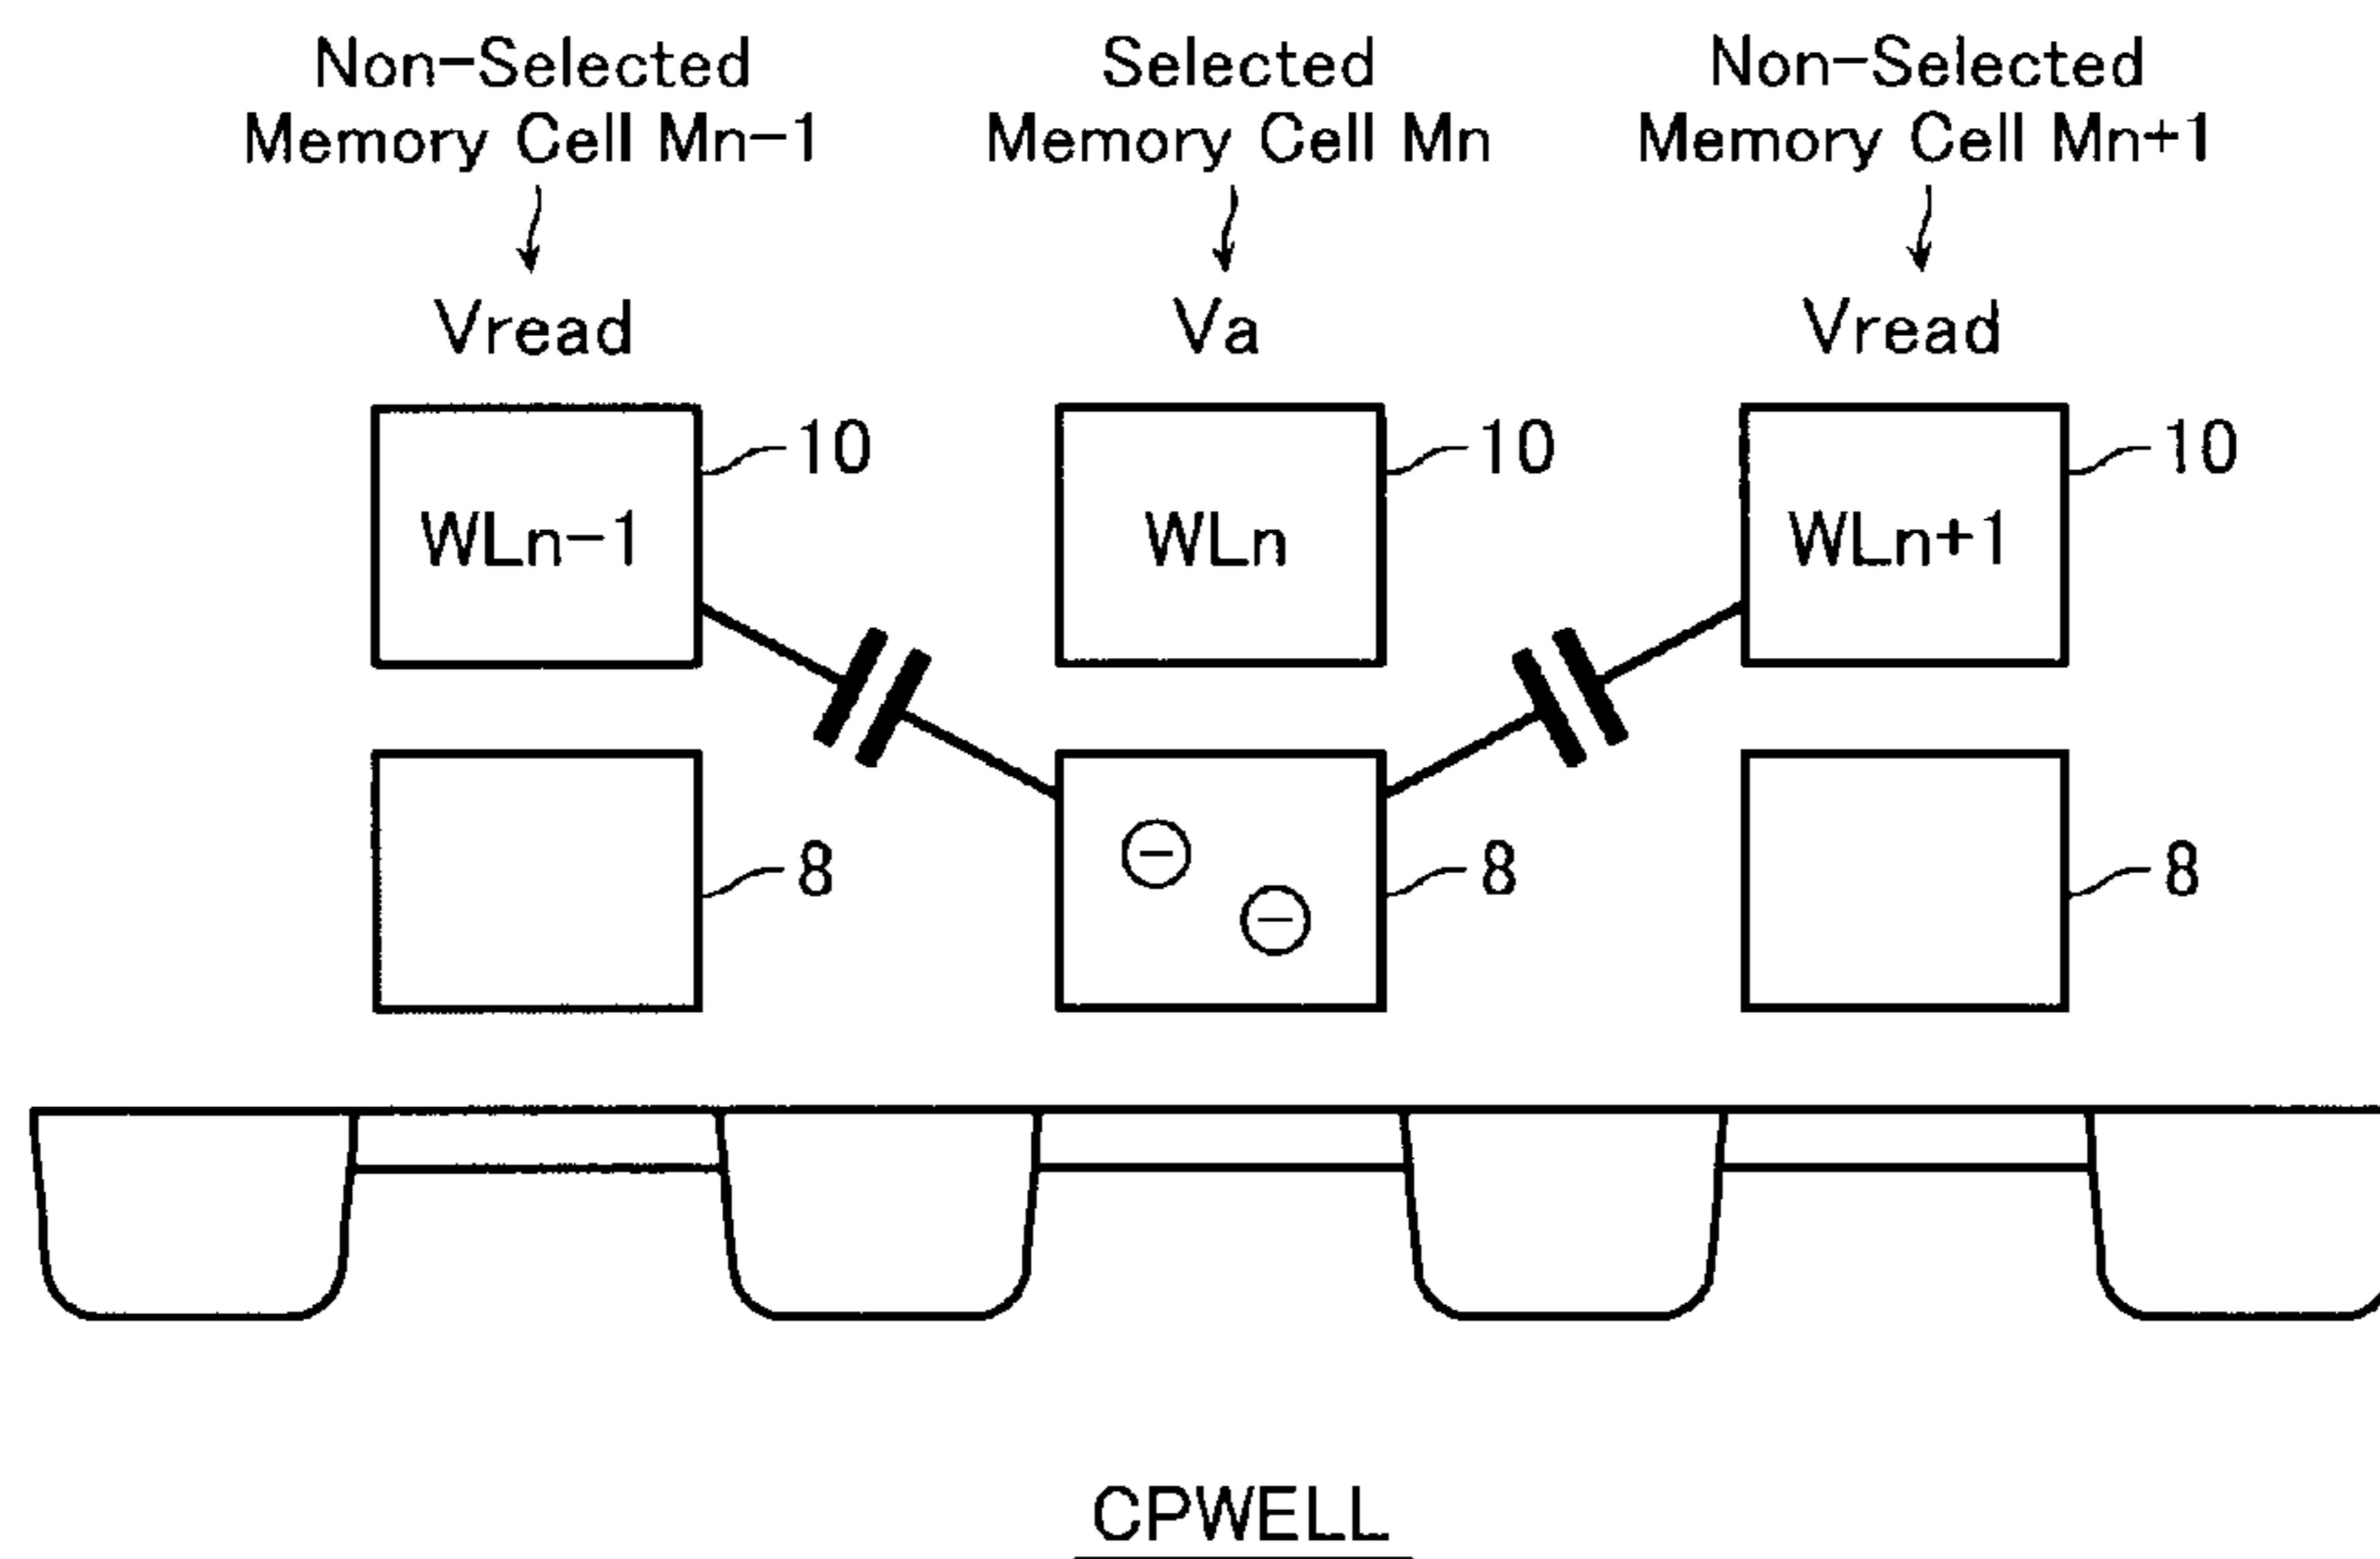 Non-Selected
Memory Cell Mn-1
Selected
Memory Cell Mn
Non-Selected
Memory Cell Mn+1
Vread
Va
Vread
10
10
10
WLn-1
WLn
WLn+1
8
8
8
CPWELL